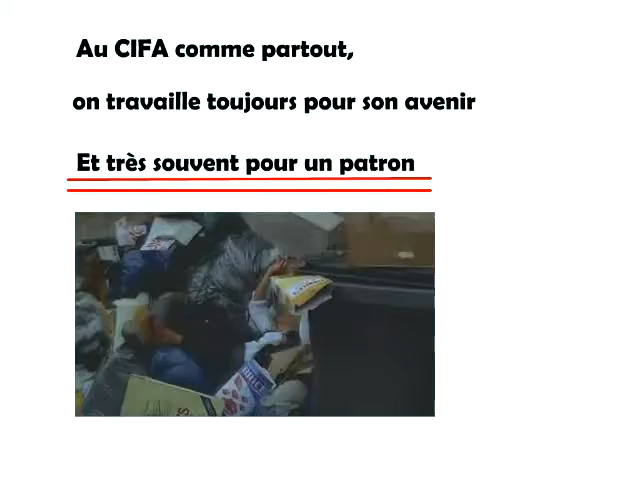 Au CIFA comme partout,
on travaille toujours pour son avenir
Et très souvent pour un patron